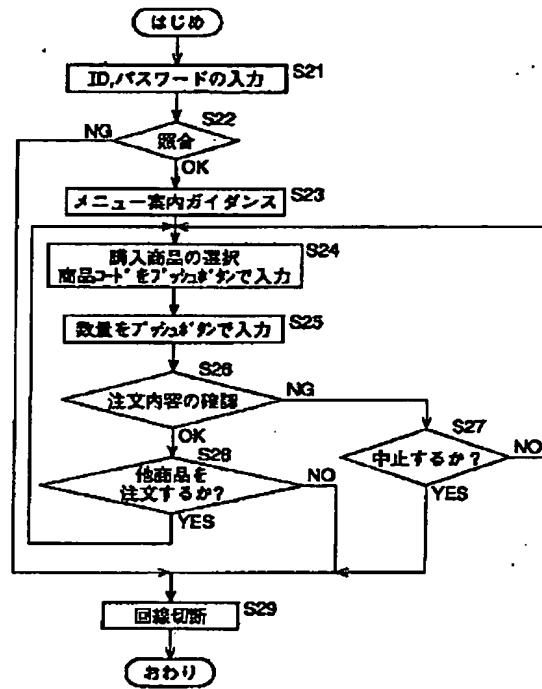 はじめ
ID,パスワードの入力 S21
S22
NG 照合
OK
メニュー案内ガイダンス S23
購入商品の選択 S24
商品コードをプッシュボタンで入力
数量をプッシュボタンで入力 S25
S26
注文内容の確認 NG
OK
S27
中止するか? NO
YES
S28
他商品を NO
注文するか?
YES
回線切断 S29
おわり